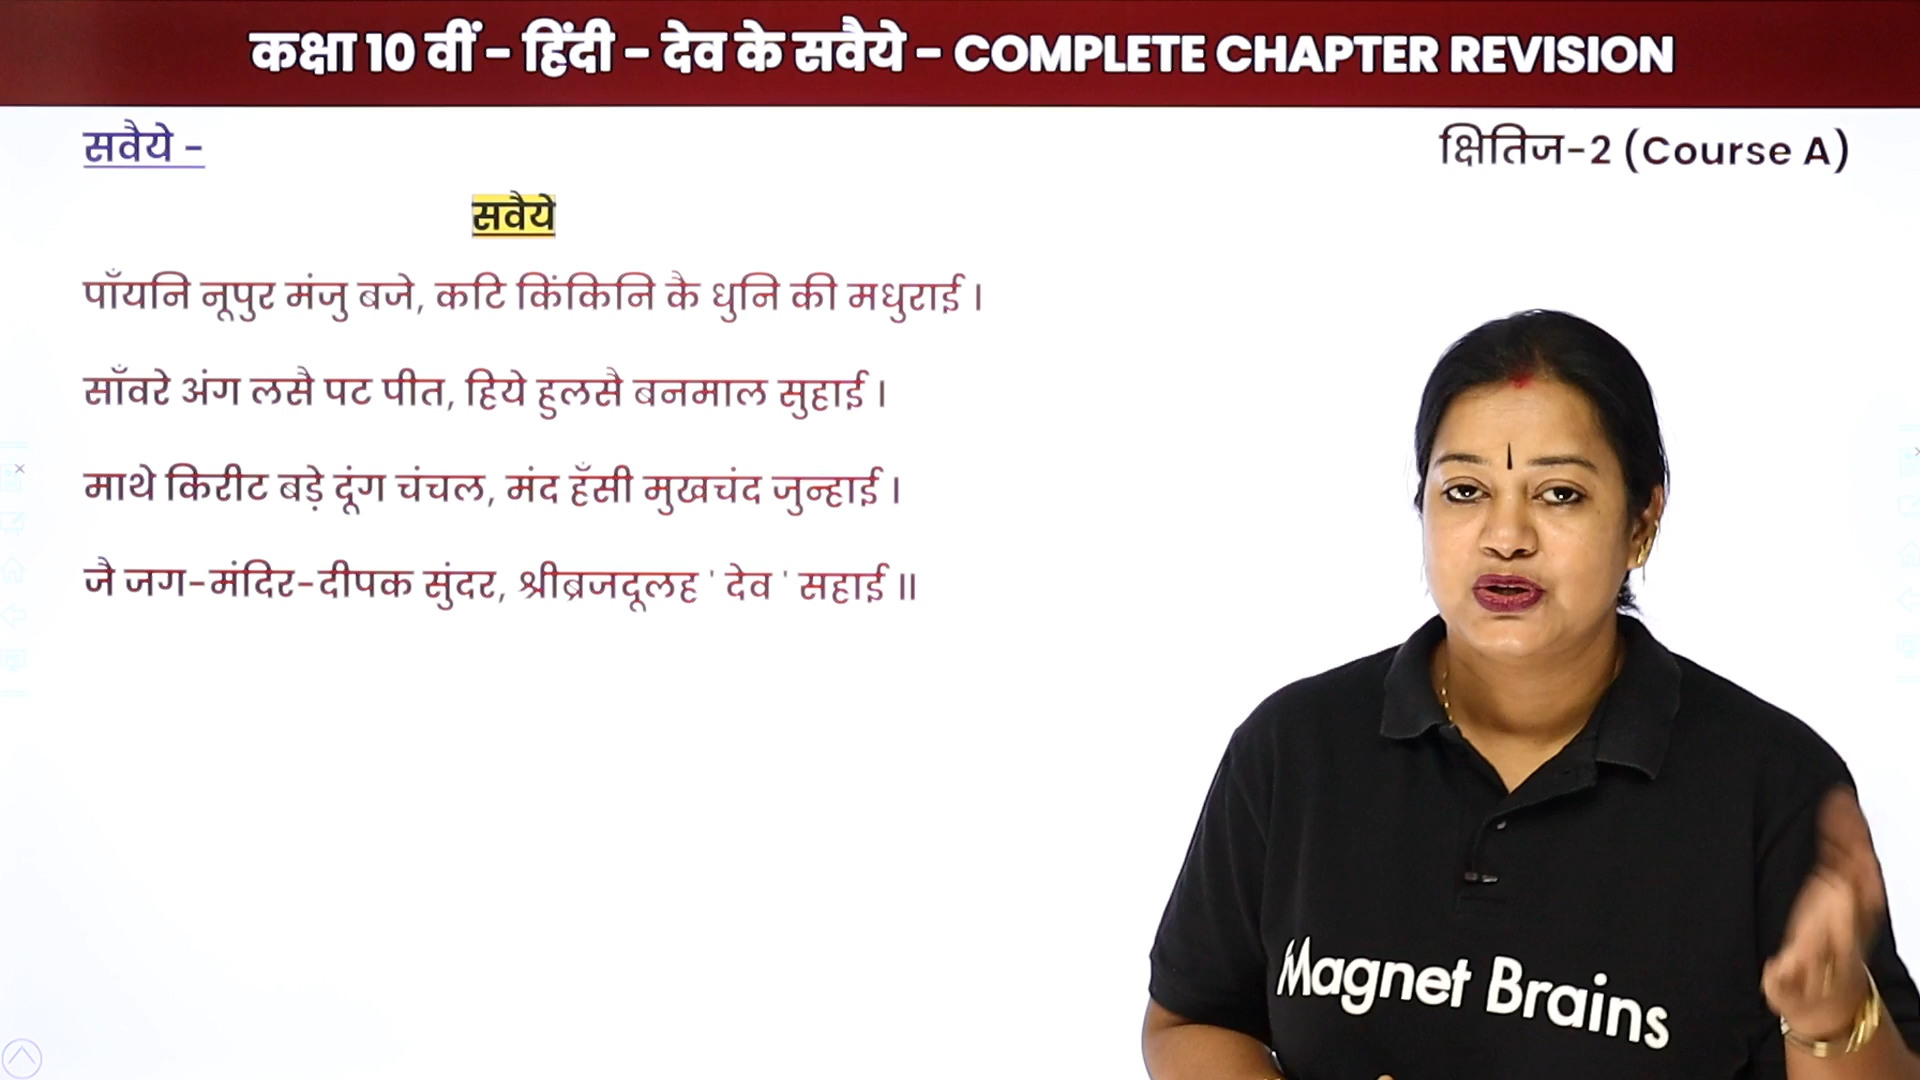 कक्षा 10 वीं - हिंदी - देव के सवैये - COMPLETE CHAPTER REVISION
सवैये -
क्षितिज-2 (Course A)
सवैये
पाँयनि नूपुर मंजु बजे, कटि किंकिनि कै धुनि की मधुराई ।
साँवरे अंग लसै पट पीत, हिये हुलसै बनमाल सुहाई ।
माथे किरीट बड़े दूंग चंचल, मंद हँसी मुखचंद जुन्हाई ।
जै जग-मंदिर-दीपक सुंदर, श्रीब्रजदूलह ' देव ' सहाई ॥
Magnet Brains